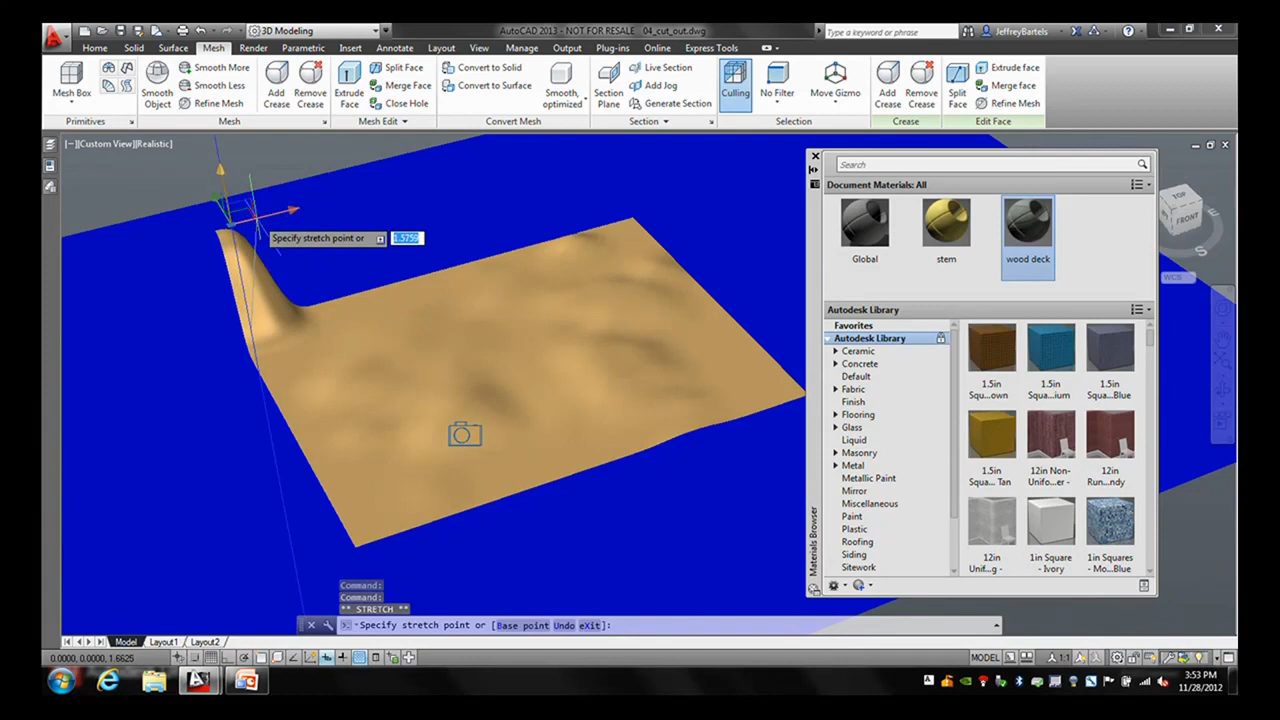 3D Modeling
AutoCAD 2013 - NOT FOR RESALE 04_cut_out.dwg
Type a keyword or phrase
JeffreyBartels
Home Solid Surface Mesh Render Parametric Insert Annotate Layout View Manage Output Plug-ins Online Express Tools
Mesh Box
Smooth Object
Smooth More
Smooth Less
Refine Mesh
Add Crease
Remove Crease
Extrude Face
Split Face
Merge Face
Close Hole
Convert to Solid
Convert to Surface
Smooth, optimized
Section Plane
Live Section
Add Jog
Generate Section
Culling
No Filter
Move Gizmo
Add Crease
Remove Crease
Split Face
Extrude face
Merge face
Refine Mesh
Primitives Mesh Mesh Edit Convert Mesh Section Selection Crease Edit Face
[−][Custom View][Realistic]
Specify stretch point or
1.5759
Search
Document Materials: All
Global
stem
wood deck
Autodesk Library
Favorites
Autodesk Library
Ceramic
Concrete
Default
Fabric
Finish
Flooring
Glass
Liquid
Masonry
Metal
Metallic Paint
Mirror
Miscellaneous
Paint
Plastic
Roofing
Siding
Sitework
1.5in Squ...own
1.5in Squ...ium
1.5in Squa...Blue
1.5in Squa... Tan
12in Non-Unifo...er -
12in Run...ndy
12in Unif...g -
1in Square - Ivory
1in Squares - Mo...Blue
Materials Browser
TOP
FRONT
E
S
WCS
Command:
Command:
** STRETCH **
Specify stretch point or [Base point Undo eXit]:
Model Layout1 Layout2
0.0000, 0.0000, 1.6625
MODEL
1:1
3:53 PM
11/28/2012